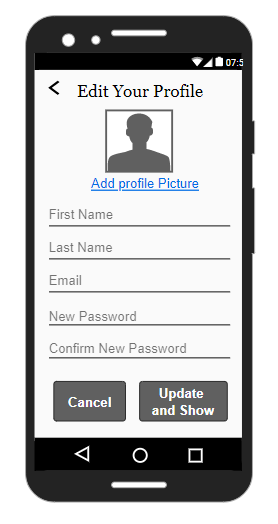 07:5
Edit Your Profile
Add profile Picture
First Name
Last Name
Email
New Password
Confirm New Password
Cancel
Update
and Show